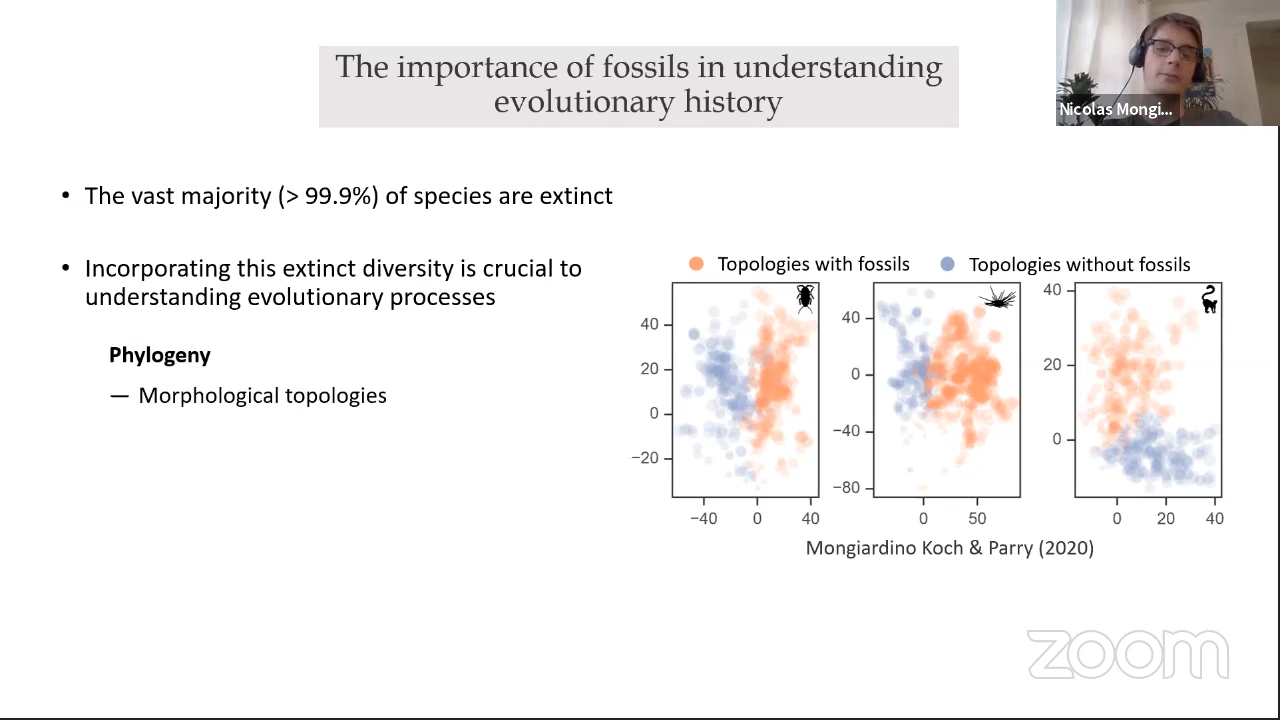 The importance of fossils in understanding
evolutionary history
Nicolas Mongi...
• The vast majority (> 99.9%) of species are extinct
• Incorporating this extinct diversity is crucial to
understanding evolutionary processes
Phylogeny
— Morphological topologies
Topologies with fossils
Topologies without fossils
40
20
0
−20
−40
0
40
40
0
−40
−80
0
50
40
20
0
0
20
40
Mongiardino Koch & Parry (2020)
zoom